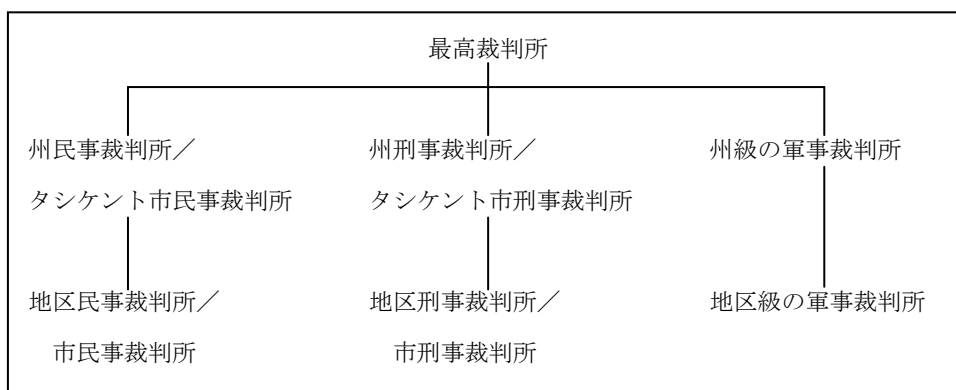 最高裁判所
州民事裁判所／
タシケント市民事裁判所
州刑事裁判所／
タシケント市刑事裁判所
州級の軍事裁判所
地区民事裁判所／
市民事裁判所
地区刑事裁判所／
市刑事裁判所
地区級の軍事裁判所